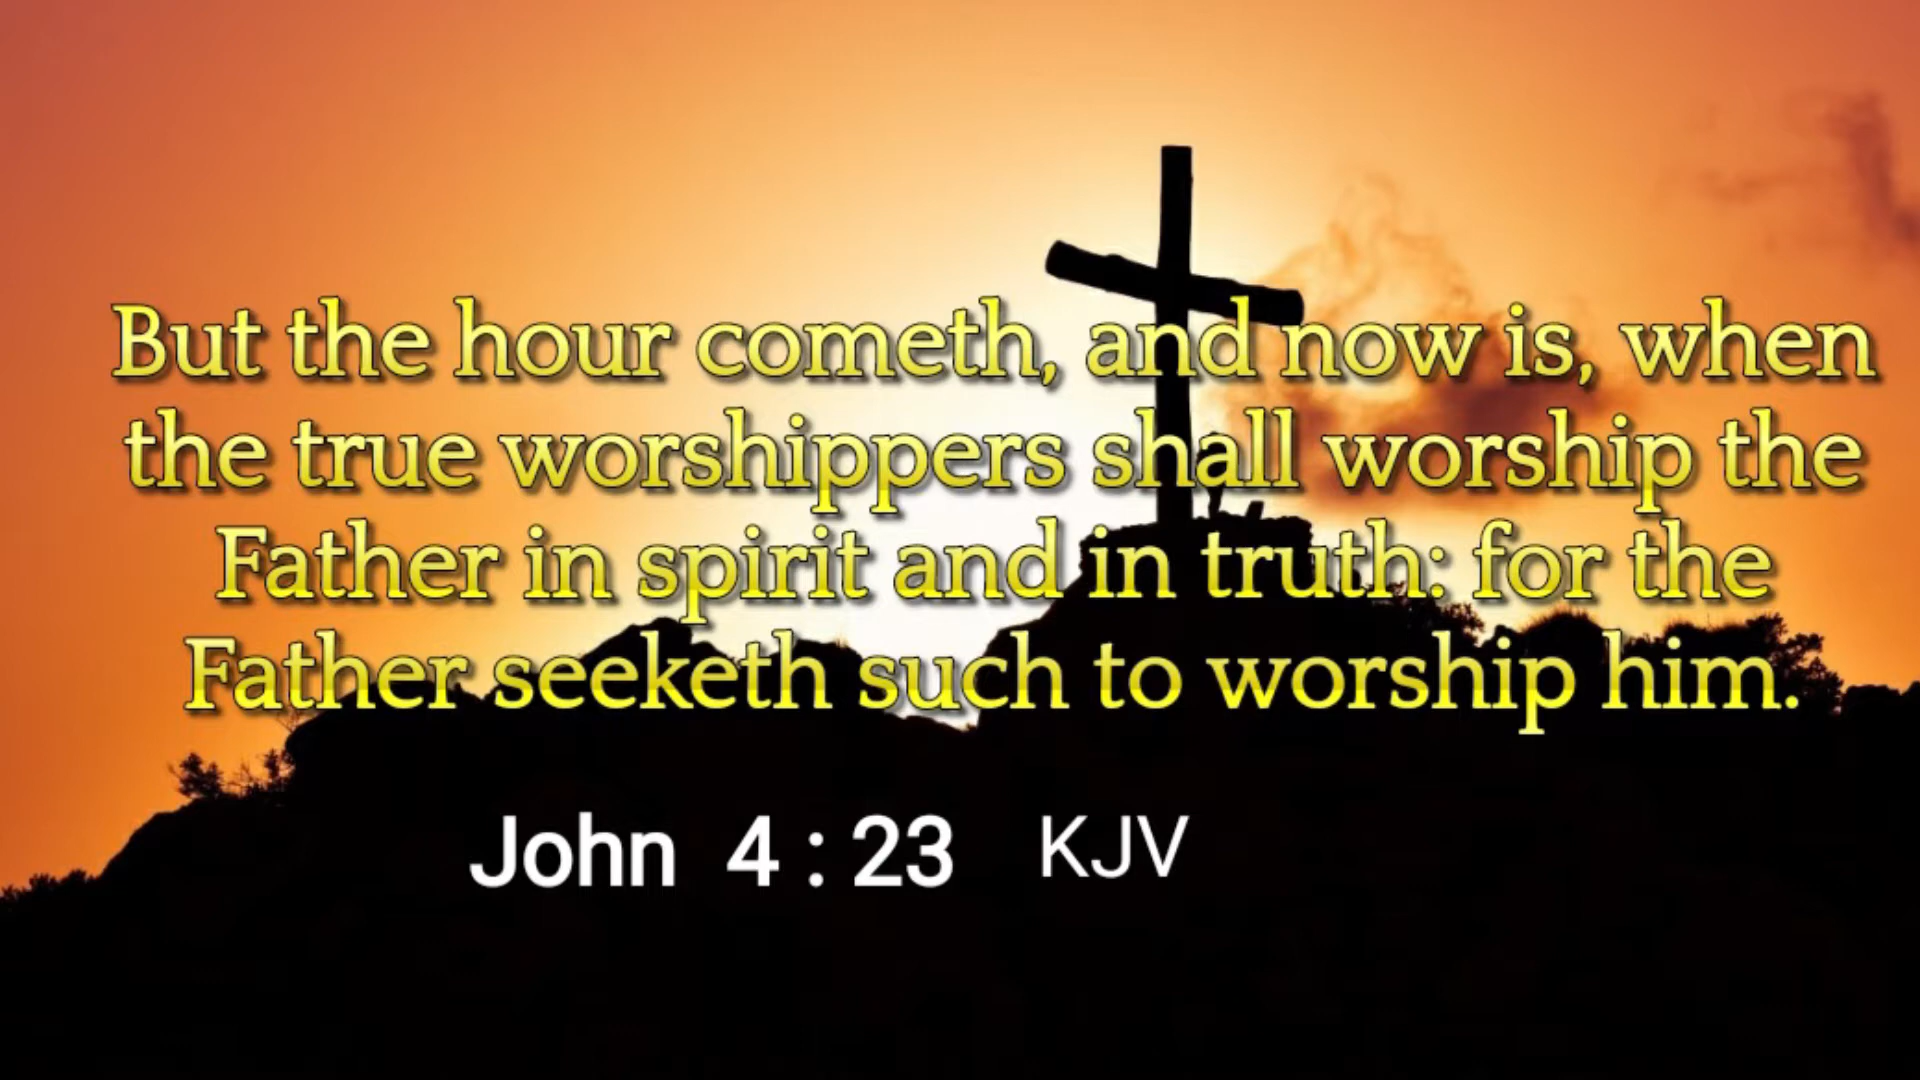 But the hour cometh, and now is, when
the true worshippers shall worship the
Father in spirit and in truth: for the
Father seeketh such to worship him.
John 4 : 23 KJV